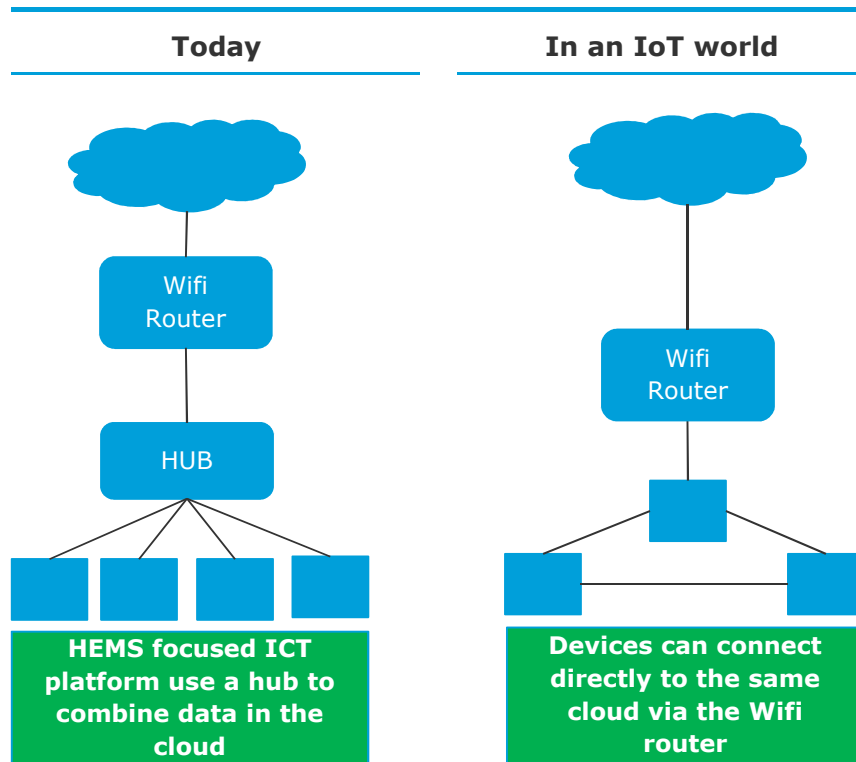 Today
Wifi
Router
HUB
HEMS focused ICT
platform use a hub to
combine data in the
cloud
In an IoT world
Wifi
Router
Devices can connect
directly to the same
cloud via the Wifi
router